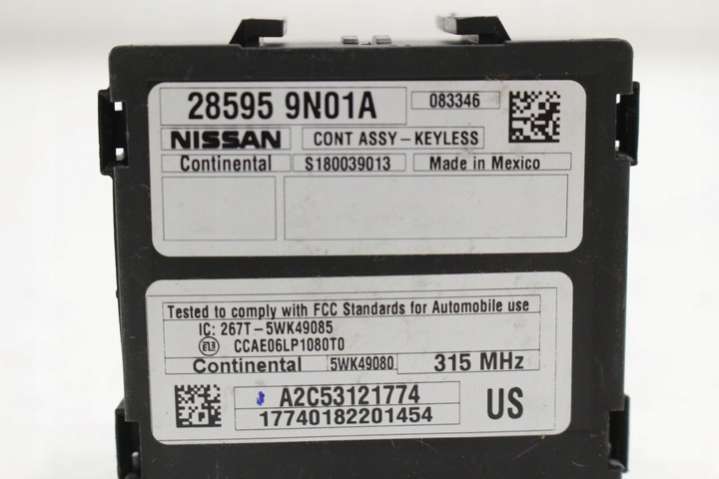 28595 9N01A 083346
NISSAN CONT ASSY-KEYLESS
Continental S180039013 Made in Mexico
Tested to comply with FCC Standards for Automobile use
IC: 267T-5WK49085
CCAE06LP1080T0
Continental 5WK49080 315 MHz
A2C53121774
17740182201454
US